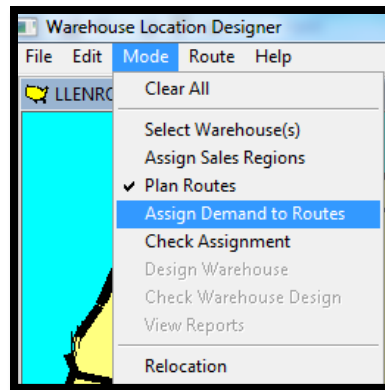 Warehouse Location Designer
File Edit Mode Route Help
LLENRO
Clear All
Select Warehouse(s)
Assign Sales Regions
✓ Plan Routes
Assign Demand to Routes
Check Assignment
Design Warehouse
Check Warehouse Design
View Reports
Relocation